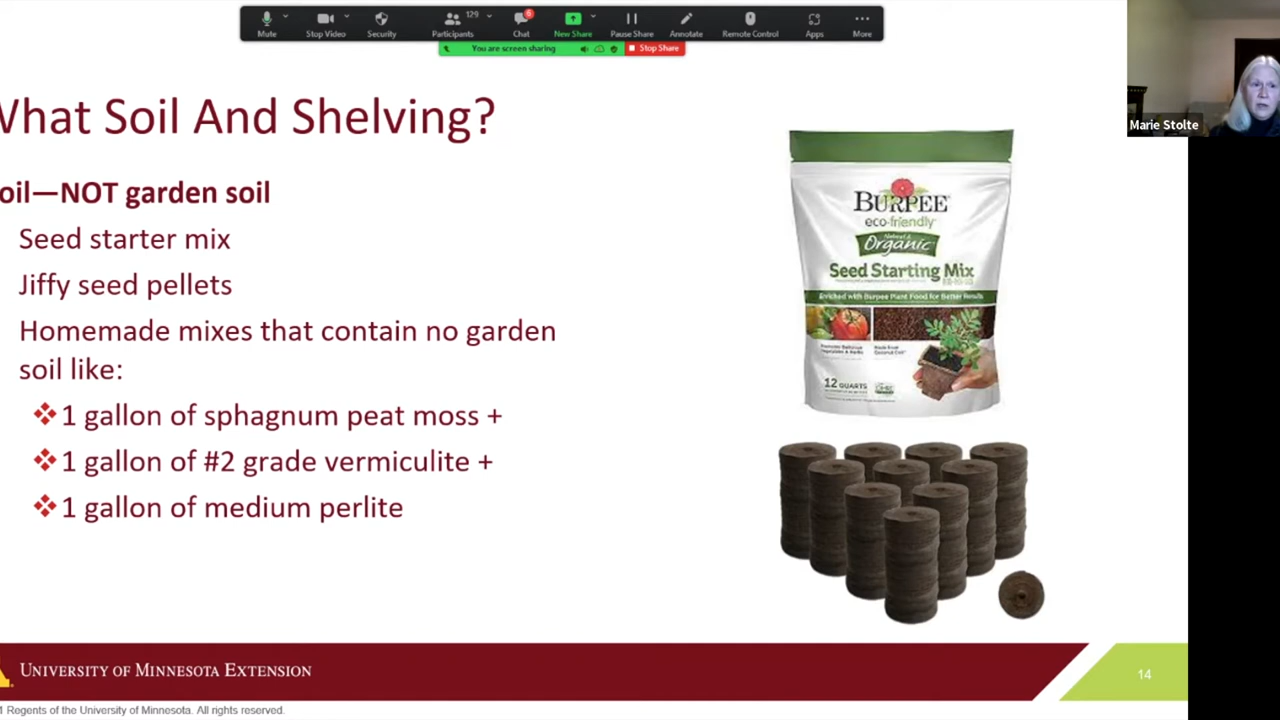 129
6
Mute
Stop Video
Security
Participants
Chat
New Share
Pause Share
Annotate
Remote Control
Apps
More
You are screen sharing
Stop Share
Marie Stolte
What Soil And Shelving?
oil—NOT garden soil
Seed starter mix
Jiffy seed pellets
Homemade mixes that contain no garden
soil like:
❖1 gallon of sphagnum peat moss +
❖1 gallon of #2 grade vermiculite +
❖1 gallon of medium perlite
BURPEE
eco-friendly
Natural &
Organic
Seed Starting Mix
Enriched with Burpee Plant Food for Better Results
12 QUARTS
UNIVERSITY OF MINNESOTA EXTENSION
14
Regents of the University of Minnesota. All rights reserved.